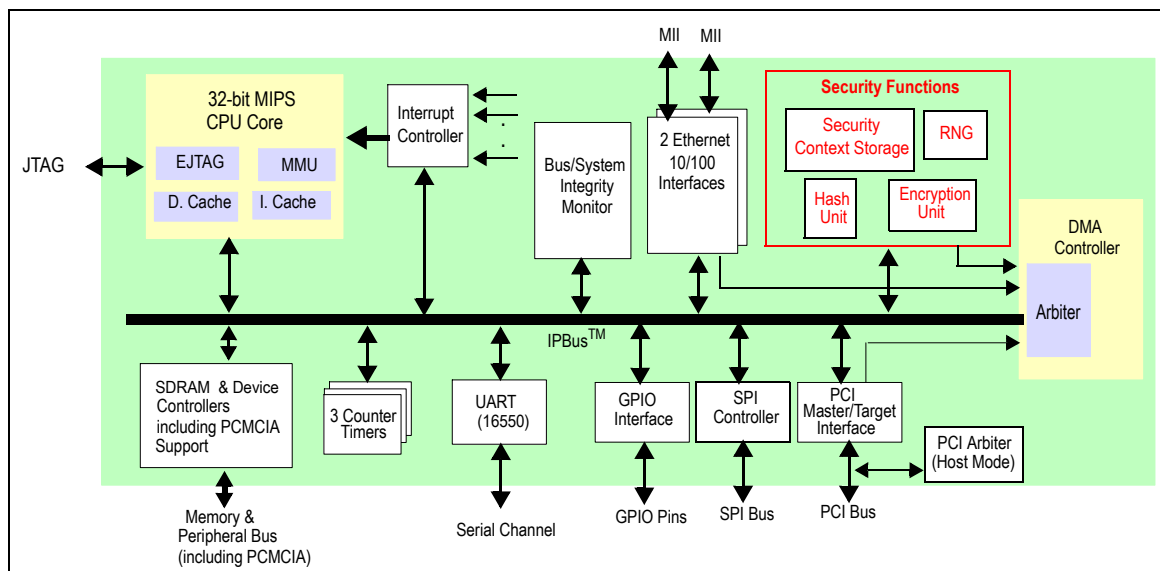 MII MII
32-bit MIPS
CPU Core
EJTAG
MMU
D. Cache
I. Cache
JTAG
Interrupt
Controller
.
.
Bus/System
Integrity
Monitor
2 Ethernet
10/100
Interfaces
Security Functions
Security
Context Storage
RNG
Hash
Unit
Encryption
Unit
DMA
Controller
Arbiter
IPBus™
SDRAM & Device
Controllers
including PCMCIA
Support
3 Counter
Timers
UART
(16550)
GPIO
Interface
SPI
Controller
PCI
Master/Target
Interface
PCI Arbiter
(Host Mode)
Memory &
Peripheral Bus
(including PCMCIA)
Serial Channel
GPIO Pins
SPI Bus
PCI Bus